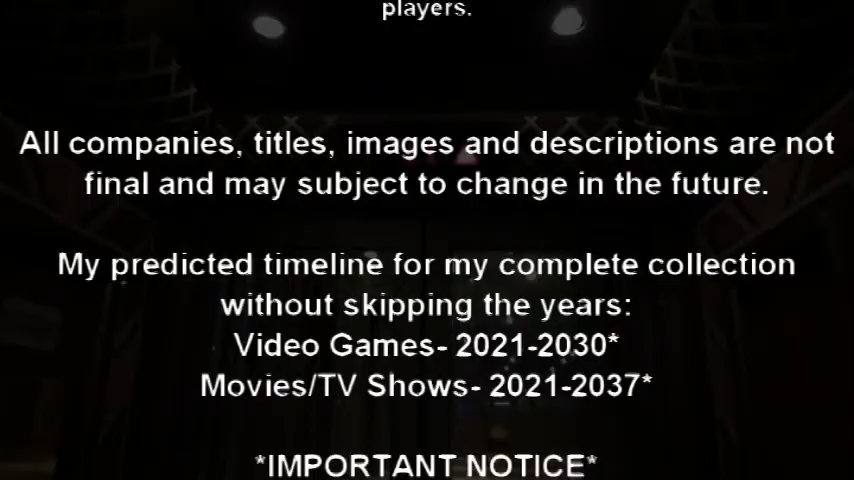 players.
All companies, titles, images and descriptions are not
final and may subject to change in the future.
My predicted timeline for my complete collection
without skipping the years:
Video Games- 2021-2030*
Movies/TV Shows- 2021-2037*
*IMPORTANT NOTICE*